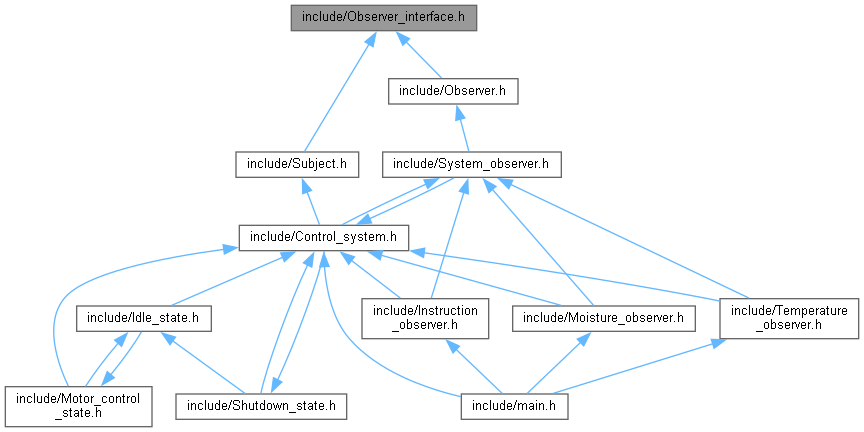 include/Observer_interface.h
include/Observer.h
include/Subject.h
include/System_observer.h
include/Control_system.h
include/Idle_state.h
include/Instruction
_observer.h
include/Moisture_observer.h
include/Temperature
_observer.h
include/Motor_control
_state.h
include/Shutdown_state.h
include/main.h